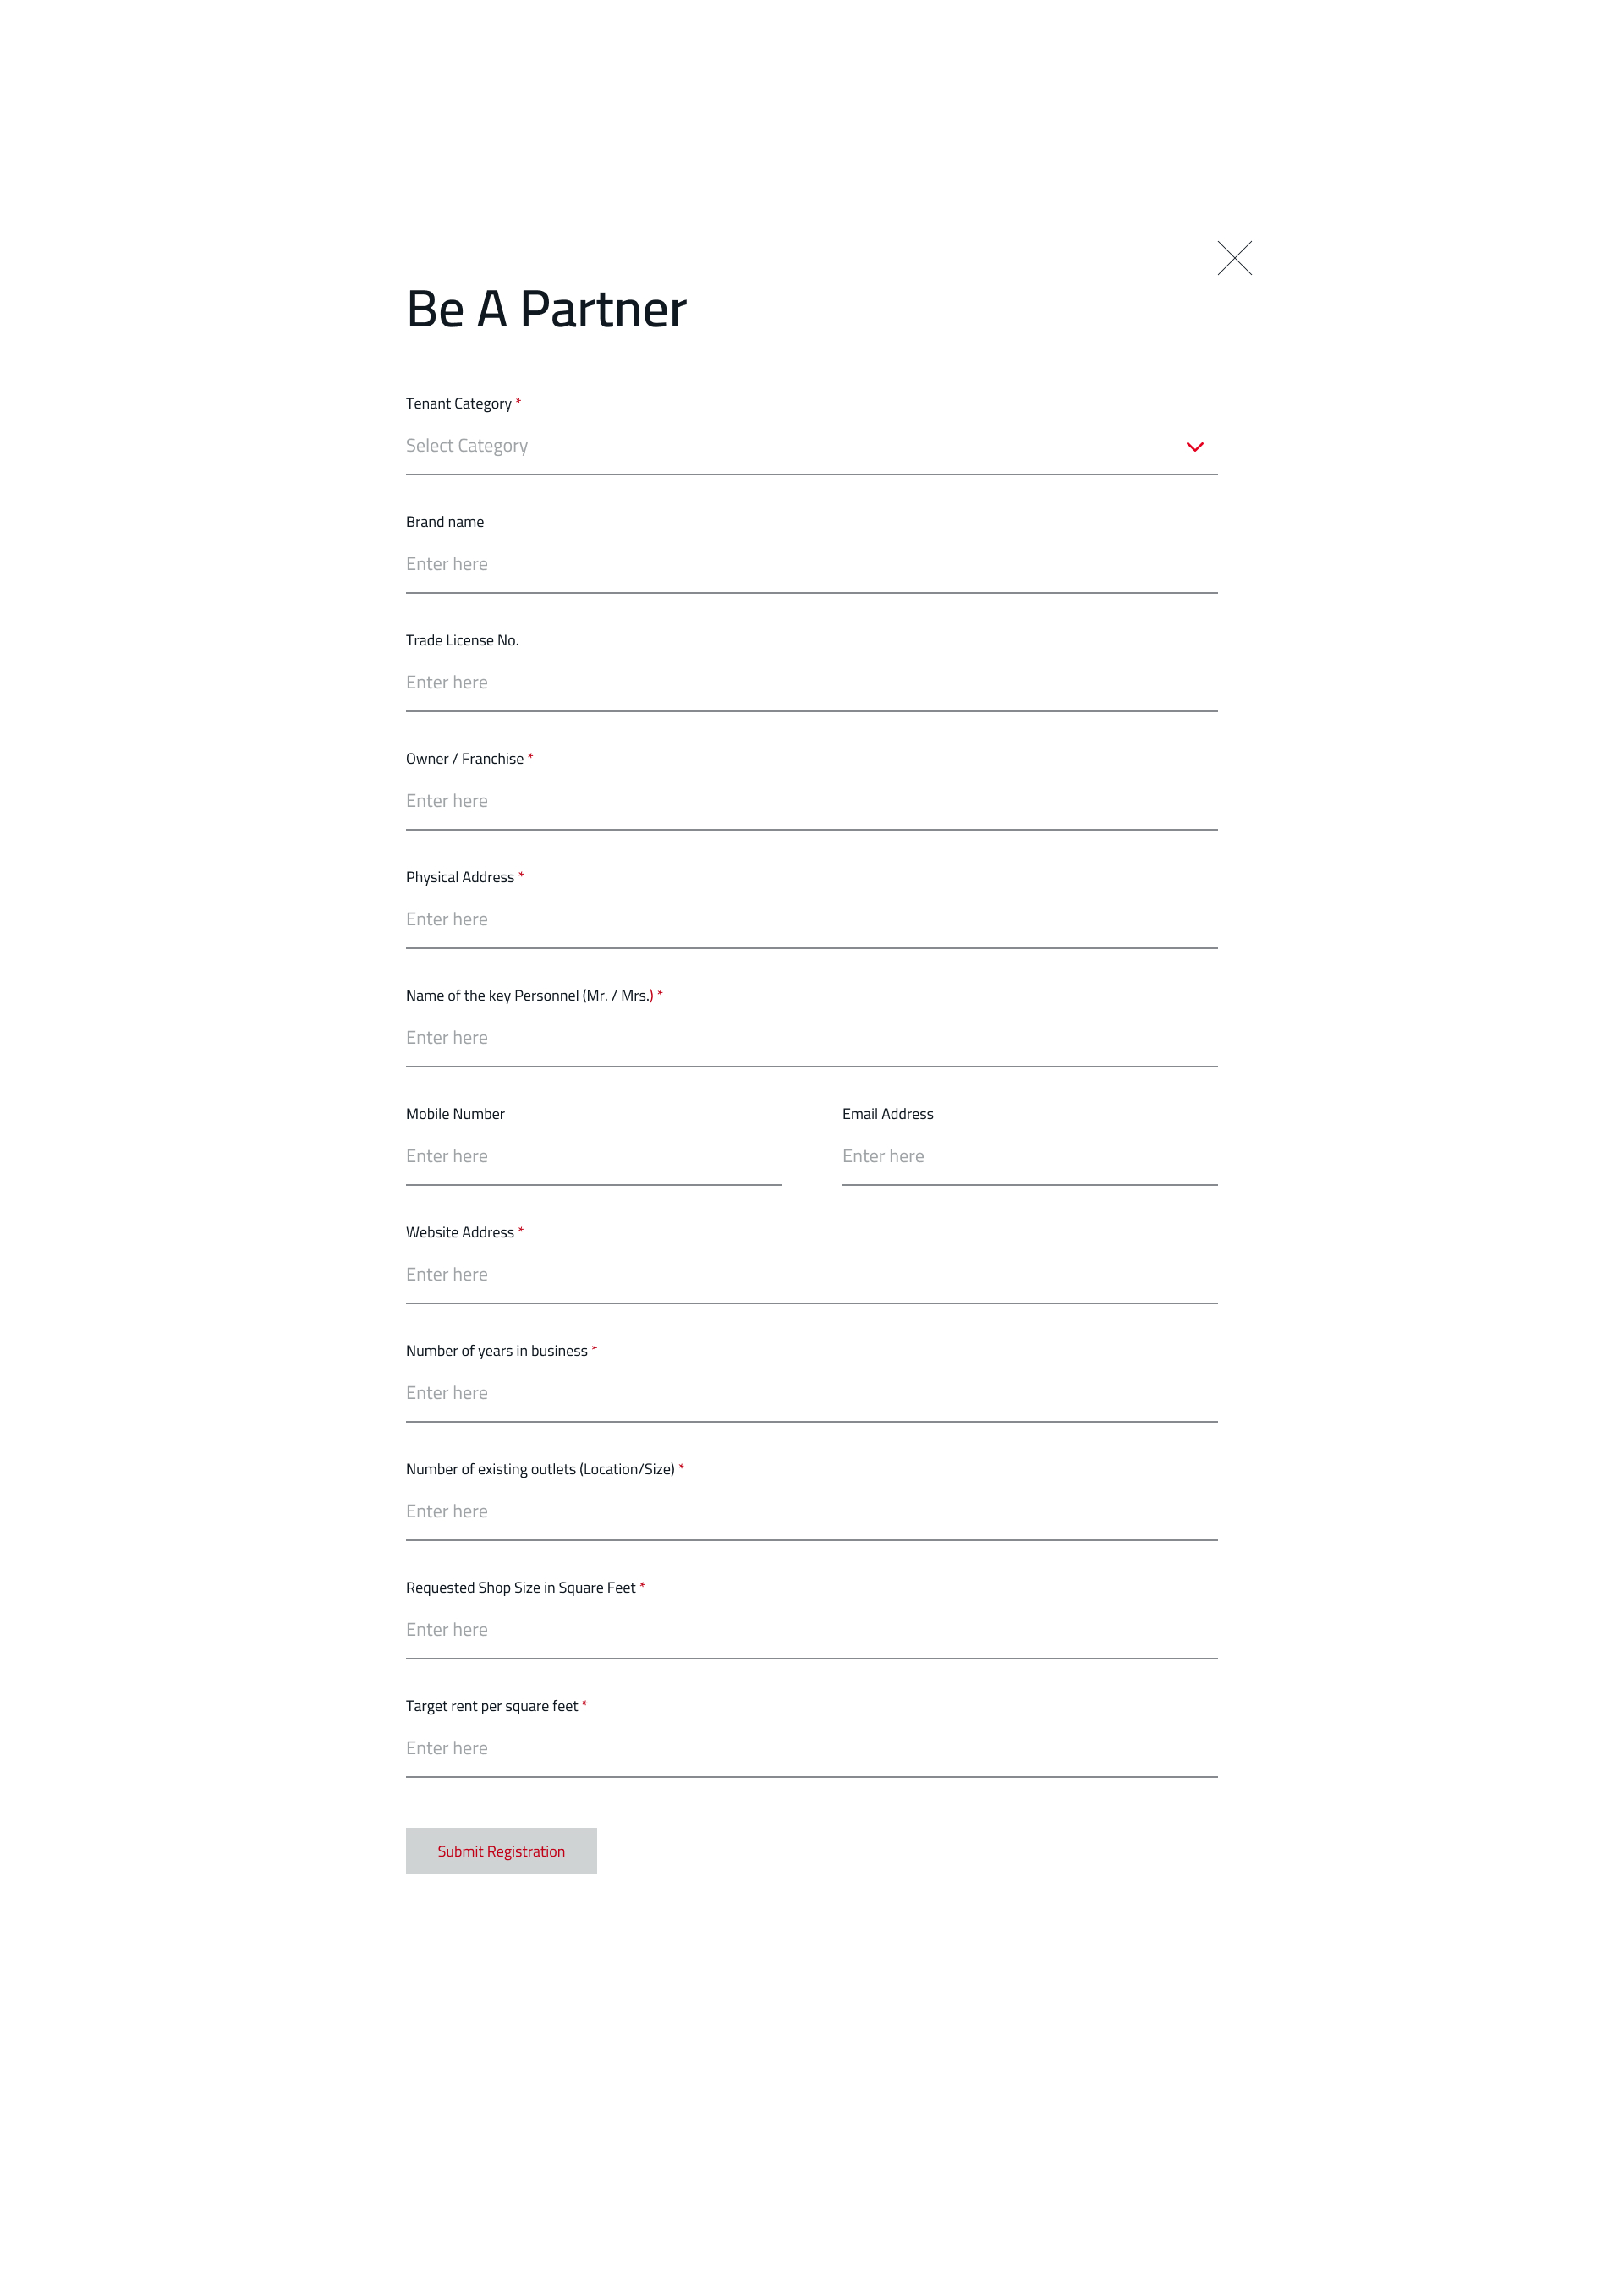 Be A Partner
Tenant Category *
Select Category
Brand name
Enter here
Trade License No.
Enter here
Owner / Franchise *
Enter here
Physical Address *
Enter here
Name of the key Personnel (Mr. / Mrs.) *
Enter here
Mobile Number
Enter here
Email Address
Enter here
Website Address *
Enter here
Number of years in business *
Enter here
Number of existing outlets (Location/Size) *
Enter here
Requested Shop Size in Square Feet *
Enter here
Target rent per square feet *
Enter here
Submit Registration